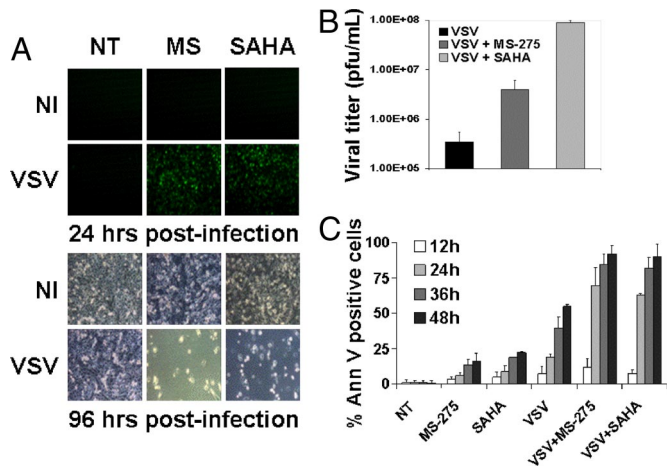 A
NT MS SAHA
NI
VSV
24 hrs post-infection
NI
VSV
96 hrs post-infection
B
Viral titer (pfu/mL)
1.00E+08
1.00E+07
1.00E+06
1.00E+05
VSV
VSV + MS-275
VSV + SAHA
C
% Ann V positive cells
100
75
50
25
0
12h
24h
36h
48h
NT
MS-275
SAHA
VSV
VSV+MS-275
VSV+SAHA